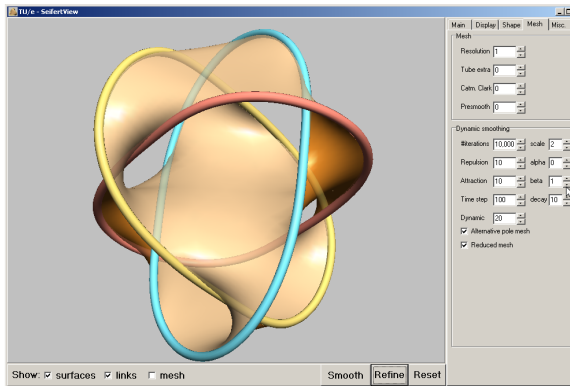 TU/e - SeifertView
Main Display Shape Mesh Misc.
Mesh
Resolution 1
Tube extra 0
Catm. Clark 0
Presmooth 0
Dynamic smoothing
#iterations 10,000 scale 2
Repulsion 10 alpha 0
Attraction 10 beta 1
Time step 100 decay 10
Dynamic 20
Alternative pole mesh
Reduced mesh
Show: surfaces links mesh Smooth Refine Reset